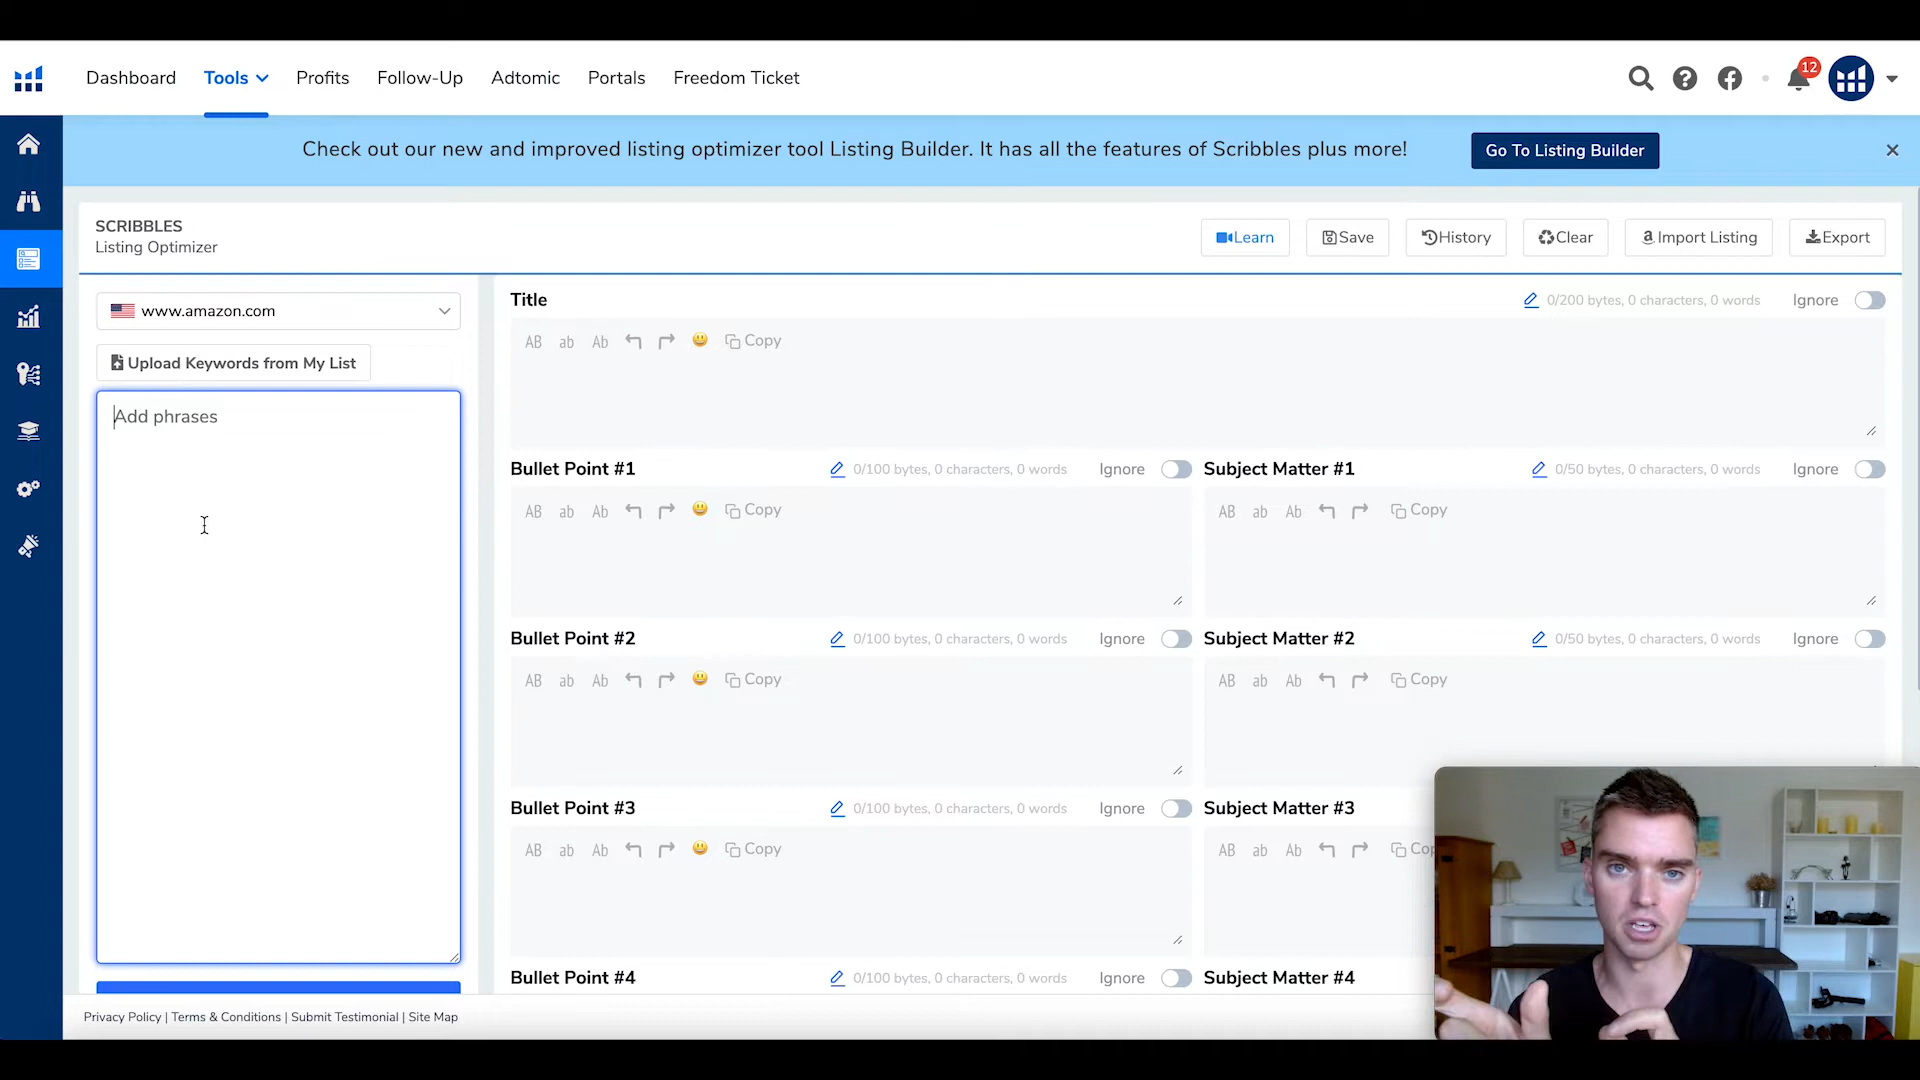 Dashboard
Tools
Profits
Follow-Up
Adtomic
Portals
Freedom Ticket
12
Check out our new and improved listing optimizer tool Listing Builder. It has all the features of Scribbles plus more!
Go To Listing Builder
SCRIBBLES
Listing Optimizer
Learn
Save
History
Clear
Import Listing
Export
www.amazon.com
Upload Keywords from My List
Add phrases
Title
0/200 bytes, 0 characters, 0 words
Ignore
AB ab Ab Copy
Bullet Point #1
0/100 bytes, 0 characters, 0 words
Ignore
AB ab Ab Copy
Subject Matter #1
0/50 bytes, 0 characters, 0 words
Ignore
AB ab Ab Copy
Bullet Point #2
0/100 bytes, 0 characters, 0 words
Ignore
AB ab Ab Copy
Subject Matter #2
0/50 bytes, 0 characters, 0 words
Ignore
AB ab Ab Copy
Bullet Point #3
0/100 bytes, 0 characters, 0 words
Ignore
AB ab Ab Copy
Subject Matter #3
AB ab Ab
Bullet Point #4
0/100 bytes, 0 characters, 0 words
Ignore
Subject Matter #4
Privacy Policy | Terms & Conditions | Submit Testimonial | Site Map